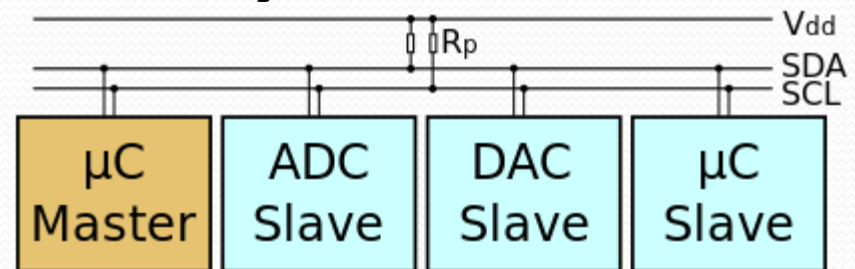 Vdd
Rp
SDA
SCL
µC
Master
ADC
Slave
DAC
Slave
µC
Slave